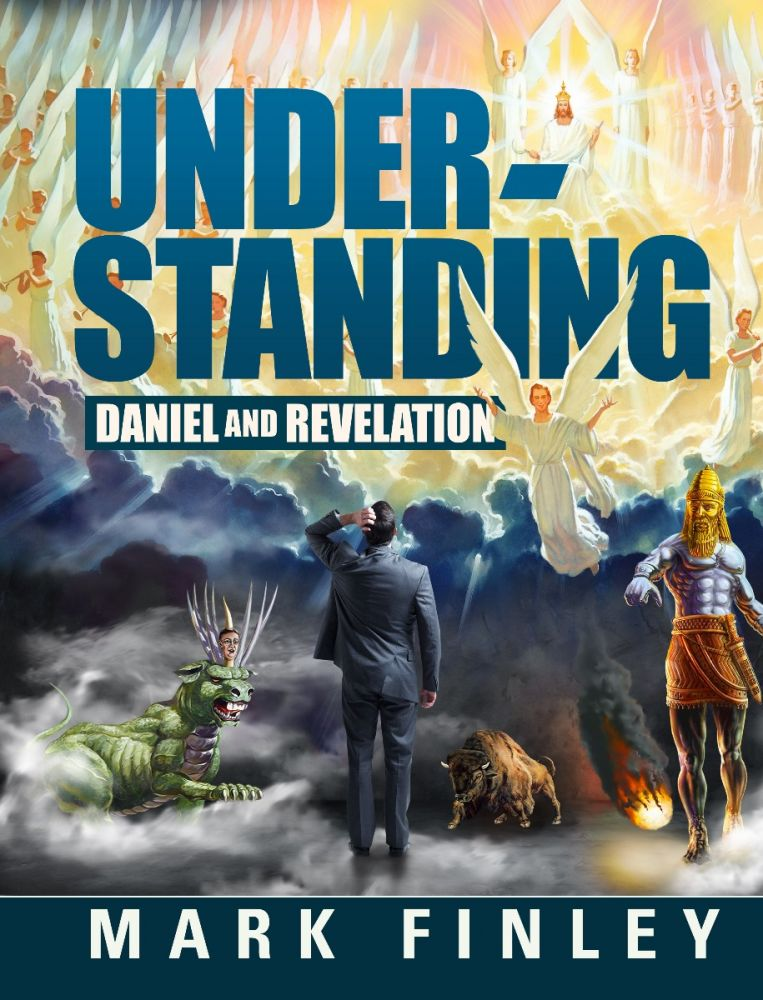 UNDER-
STANDING
DANIEL AND REVELATION
MARK FINLEY